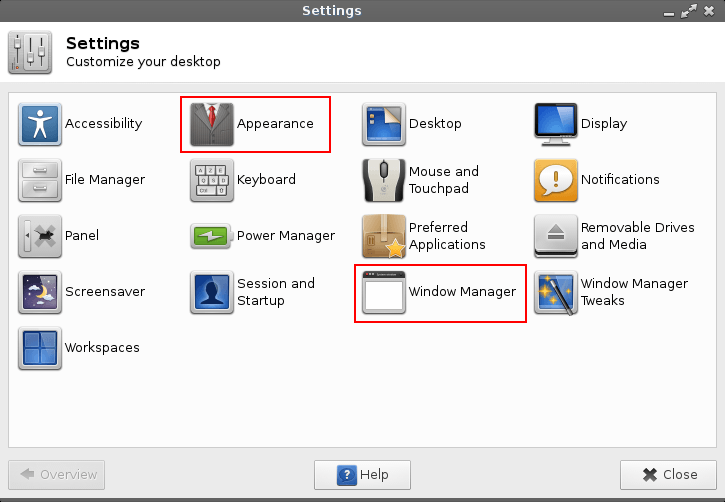 Settings
Settings
Customize your desktop
Accessibility
Appearance
Desktop
Display
File Manager
Keyboard
Mouse and
Touchpad
Notifications
Panel
Power Manager
Preferred
Applications
Removable Drives
and Media
Screensaver
Session and
Startup
Window Manager
Window Manager
Tweaks
Workspaces
Overview
Help
Close